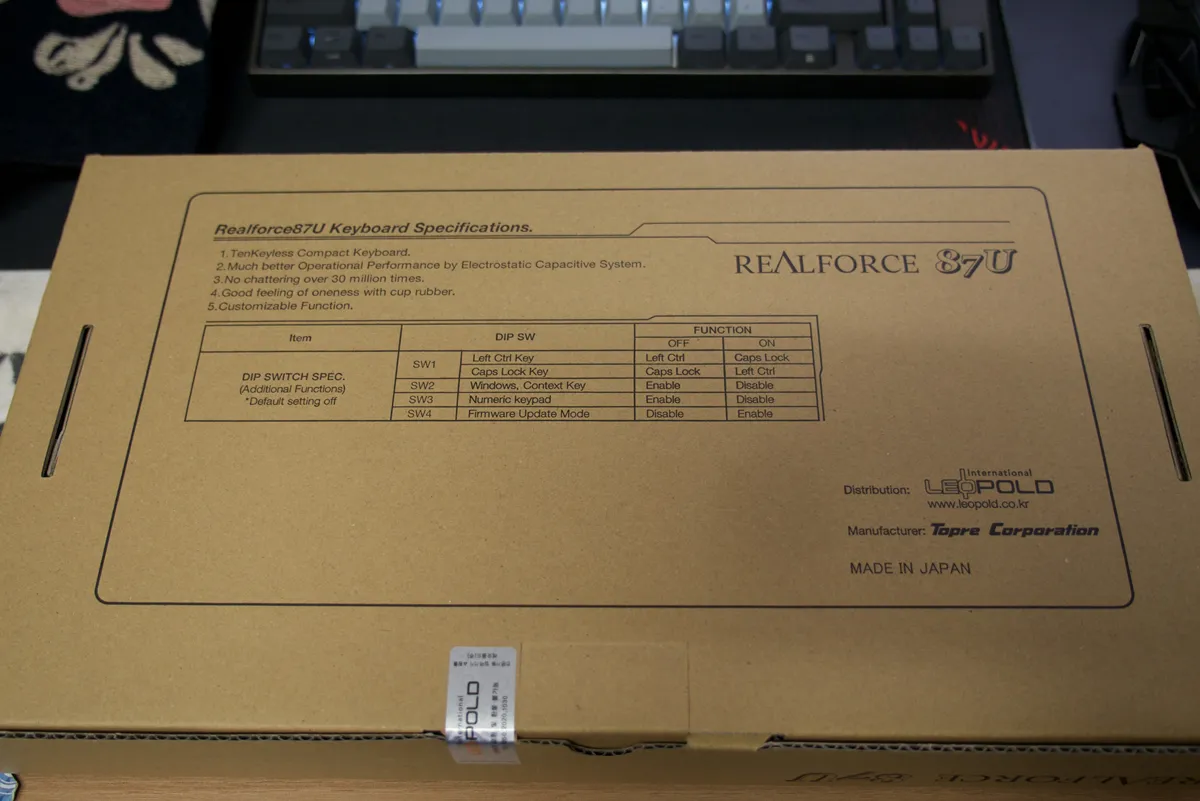 Realforce87U Keyboard Specifications.
1.TenKeyless Compact Keyboard.
2.Much better Operational Performance by Electrostatic Capacitive System.
3.No chattering over 30 million times.
4.Good feeling of oneness with cup rubber.
5.Customizable Function.
REALFORCE 87U
Item DIP SW FUNCTION
OFF ON
DIP SWITCH SPEC.
(Additional Functions)
*Default setting off
SW1 Left Ctrl Key Left Ctrl Caps Lock
Caps Lock Key Caps Lock Left Ctrl
SW2 Windows, Context Key Enable Disable
SW3 Numeric keypad Enable Disable
SW4 Firmware Update Mode Disable Enable
Distribution: International LEOPOLD
www.leopold.co.kr
Manufacturer: Topre Corporation
MADE IN JAPAN
REALFORCE 87U